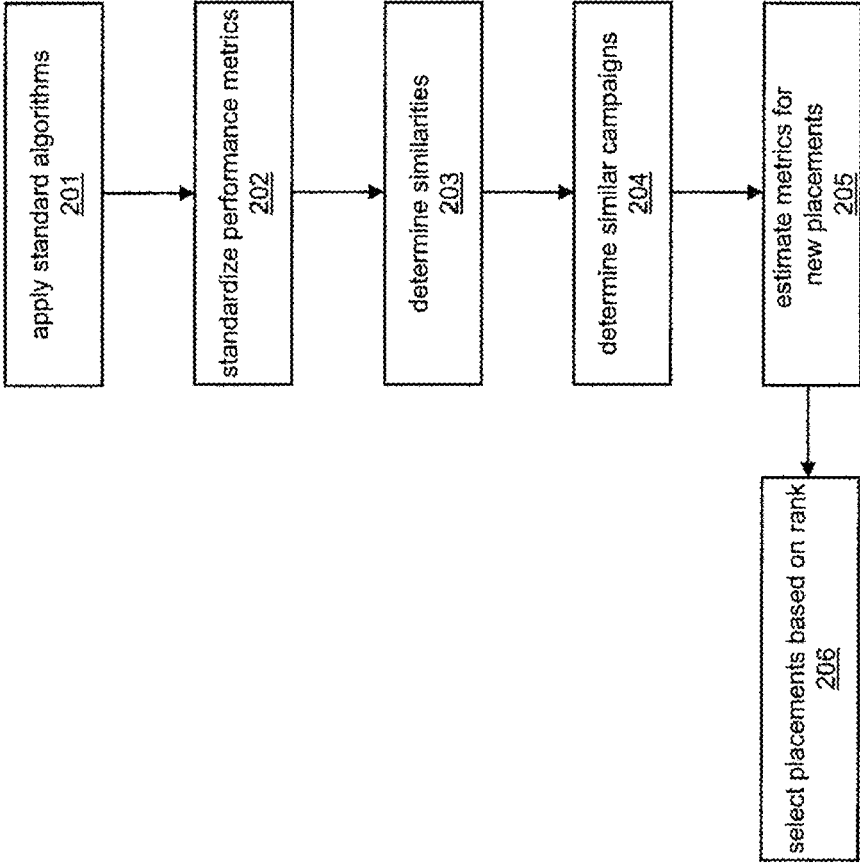 apply standard algorithms
201
standardize performance metrics
202
determine similarities
203
determine similar campaigns
204
estimate metrics for
new placements
205
select placements based on rank
206